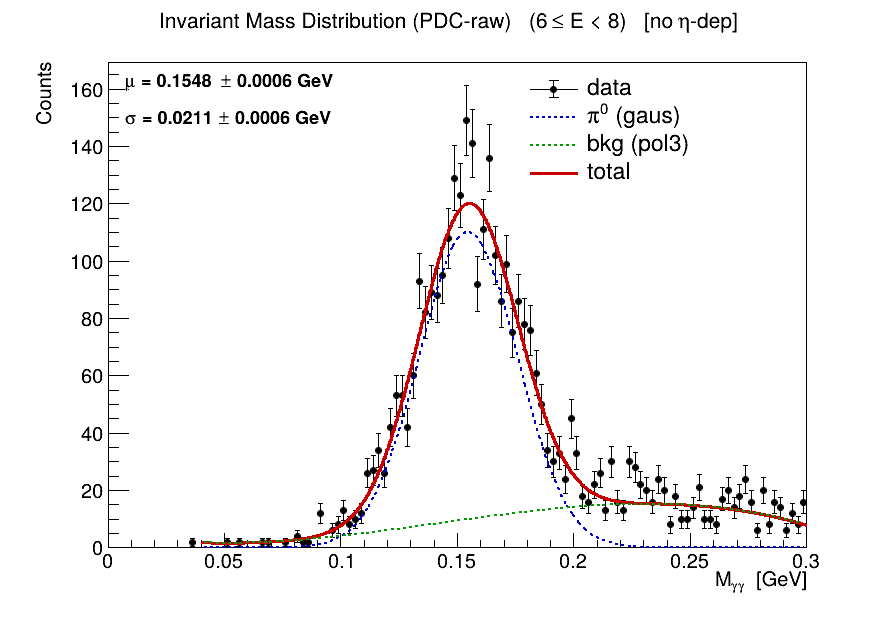 Invariant Mass Distribution (PDC-raw) (6 ≤ E < 8) [no η-dep]
Counts
μ = 0.1548 ± 0.0006 GeV
σ = 0.0211 ± 0.0006 GeV
data
π⁰ (gaus)
bkg (pol3)
total
160
140
120
100
80
60
40
20
0
0 0.05 0.1 0.15 0.2 0.25 0.3
Mγγ [GeV]